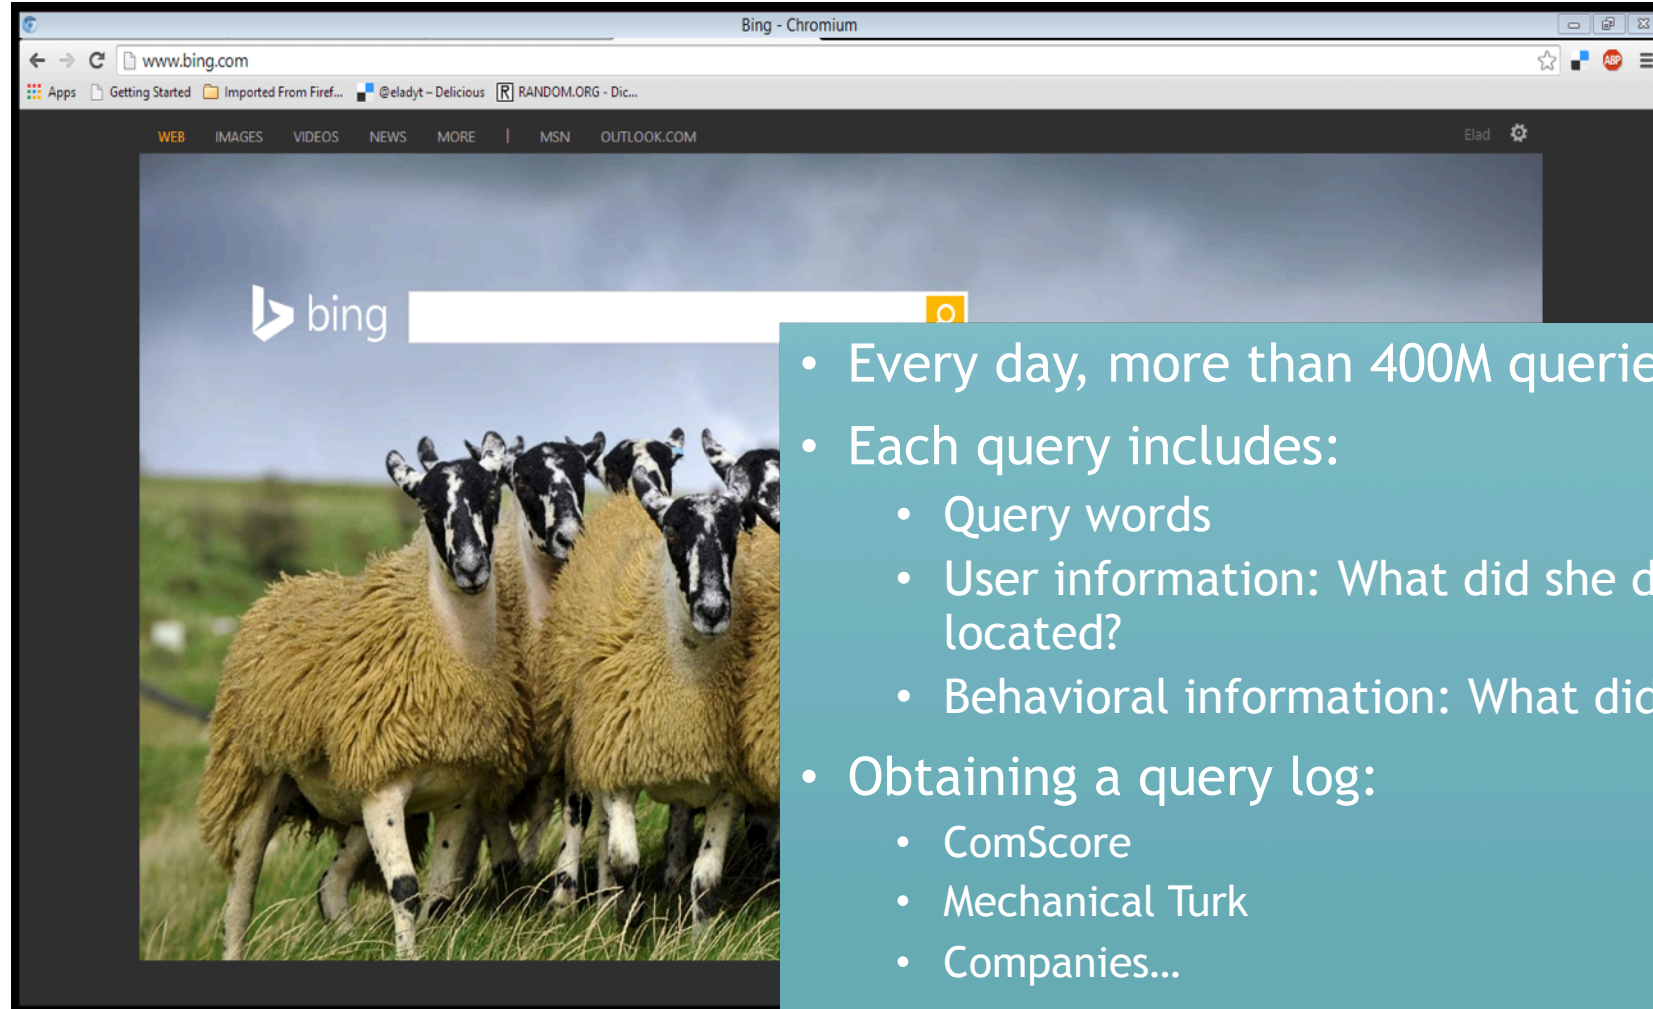 Bing - Chromium
www.bing.com
ABP
Apps Getting Started Imported From Firef... @eladyt – Delicious R RANDOM.ORG - Dic...
WEB IMAGES VIDEOS NEWS MORE | MSN OUTLOOK.COM Elad
bing
• Every day, more than 400M querie
• Each query includes:
• Query words
• User information: What did she d
located?
• Behavioral information: What did
• Obtaining a query log:
• ComScore
• Mechanical Turk
• Companies…